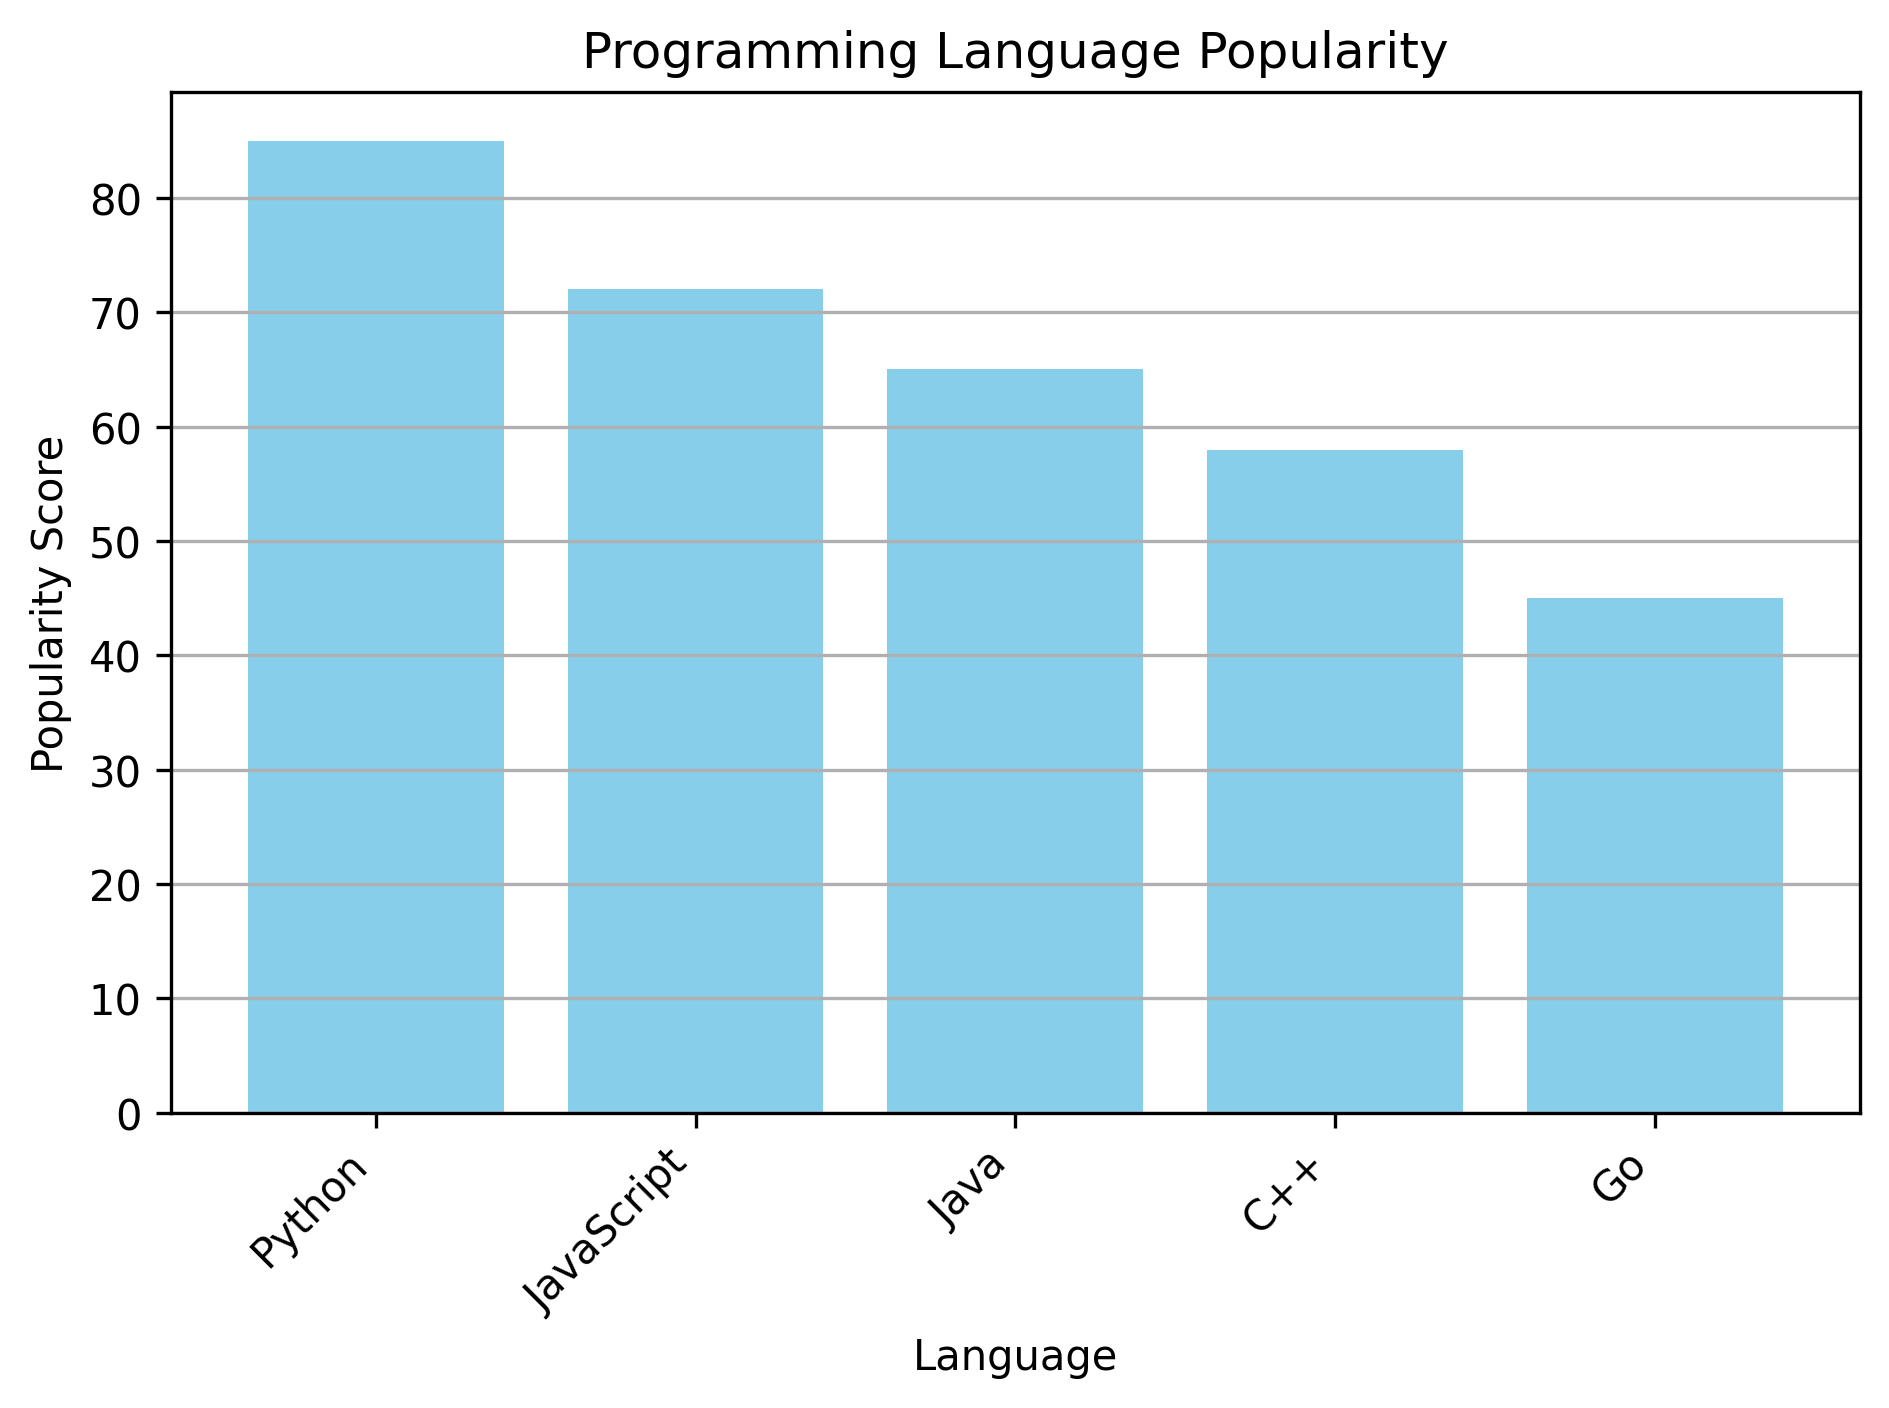 Programming Language Popularity
Popularity Score
80
70
60
50
40
30
20
10
0
Python
JavaScript
Java
C++
Go
Language